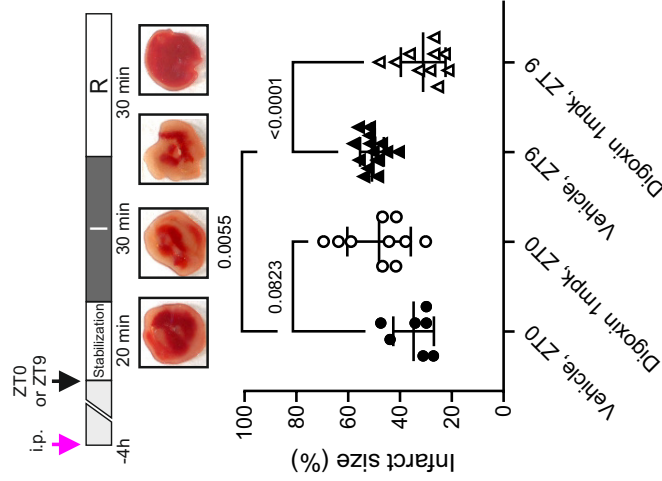 i.p.
ZT0
or ZT9
Stabilization
I
R
-4h
20 min
30 min
30 min
0.0055
0.0823
<0.0001
Infarct size (%)
100
80
60
40
20
0
Vehicle, ZT0
Digoxin 1mpk, ZT0
Vehicle, ZT9
Digoxin 1mpk, ZT 9